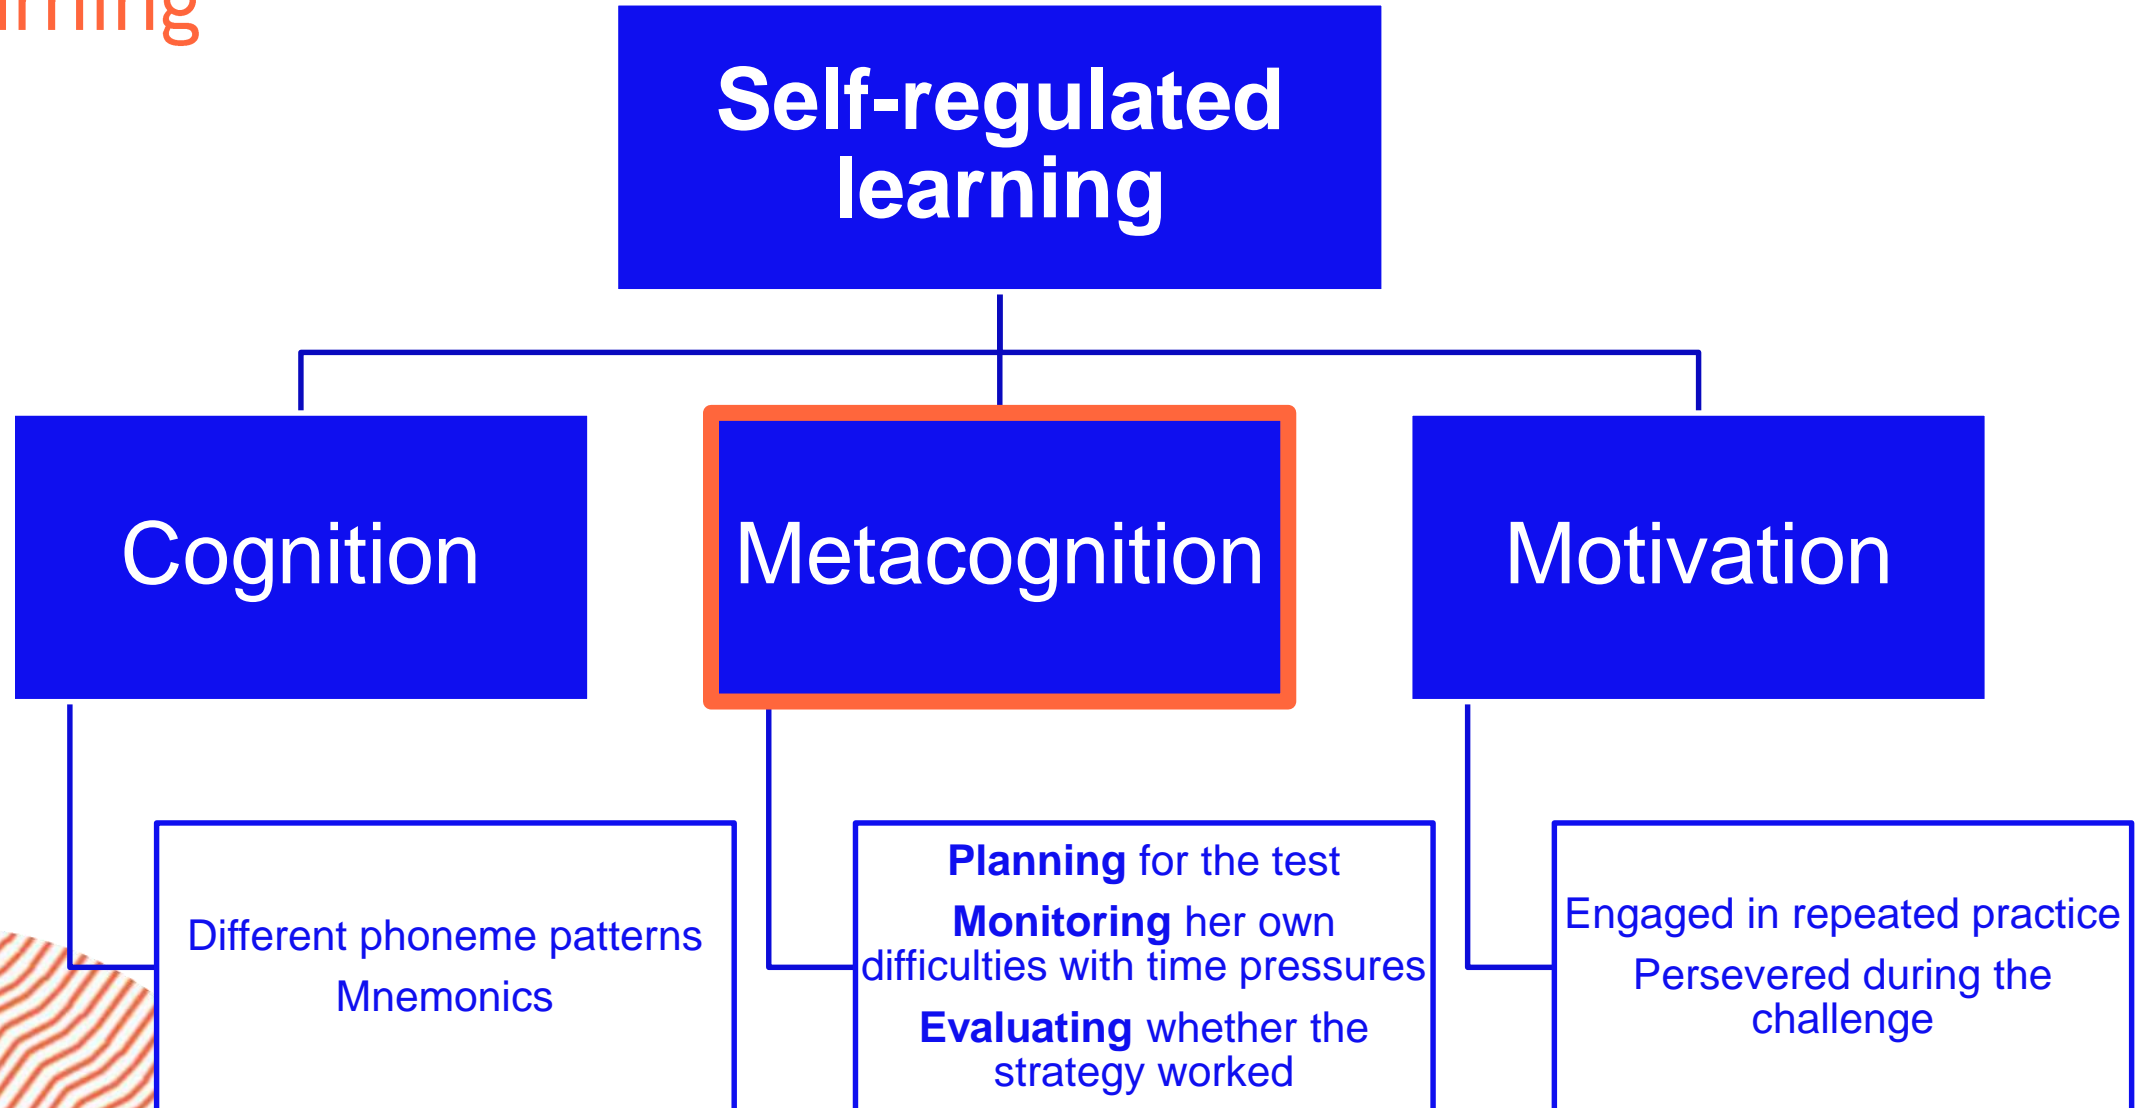 Self-regulated
learning
Cognition
Metacognition
Motivation
Different phoneme patterns
Mnemonics
Planning for the test
Monitoring her own
difficulties with time pressures
Evaluating whether the
strategy worked
Engaged in repeated practice
Persevered during the
challenge